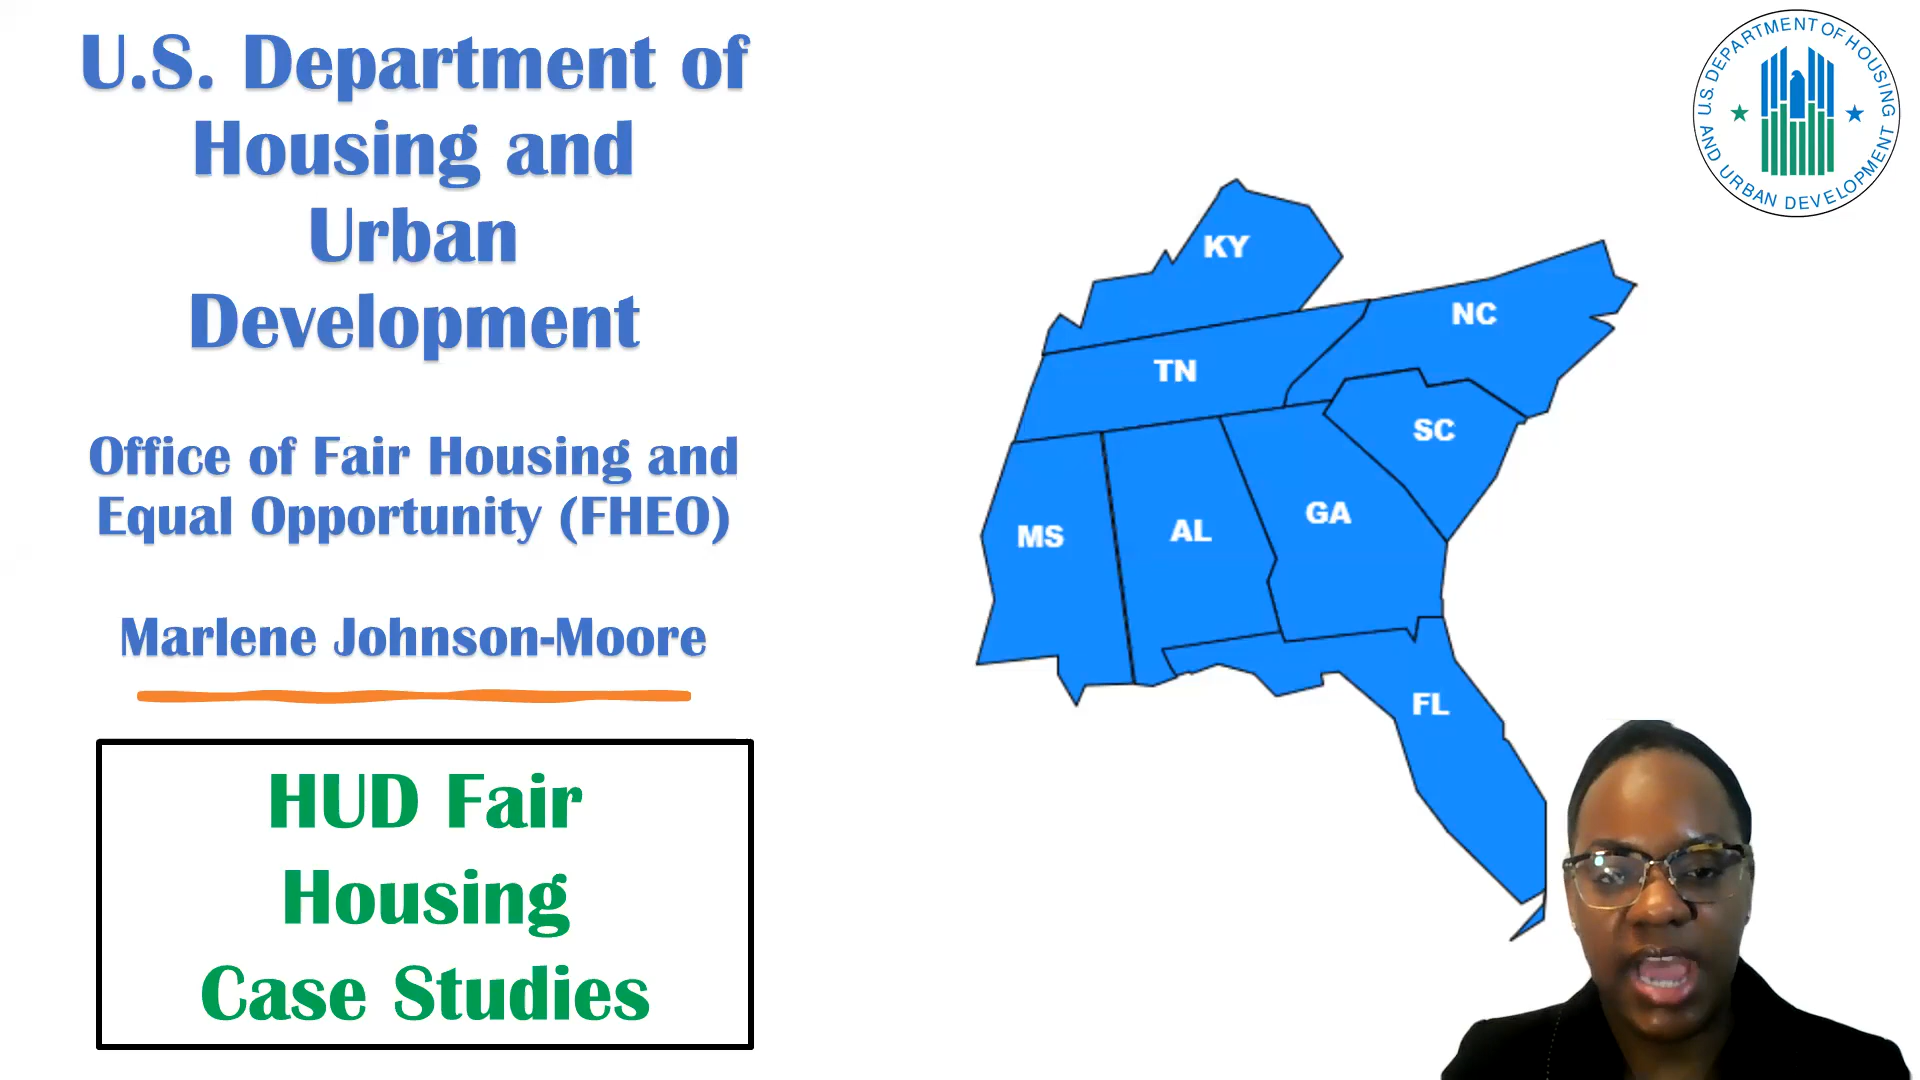 U.S. Department of
Housing and
Urban
Development
Office of Fair Housing and
Equal Opportunity (FHEO)
Marlene Johnson-Moore
HUD Fair
Housing
Case Studies
U.S. DEPARTMENT OF HOUSING
AND URBAN DEVELOPMENT
KY
NC
TN
SC
GA
AL
MS
FL